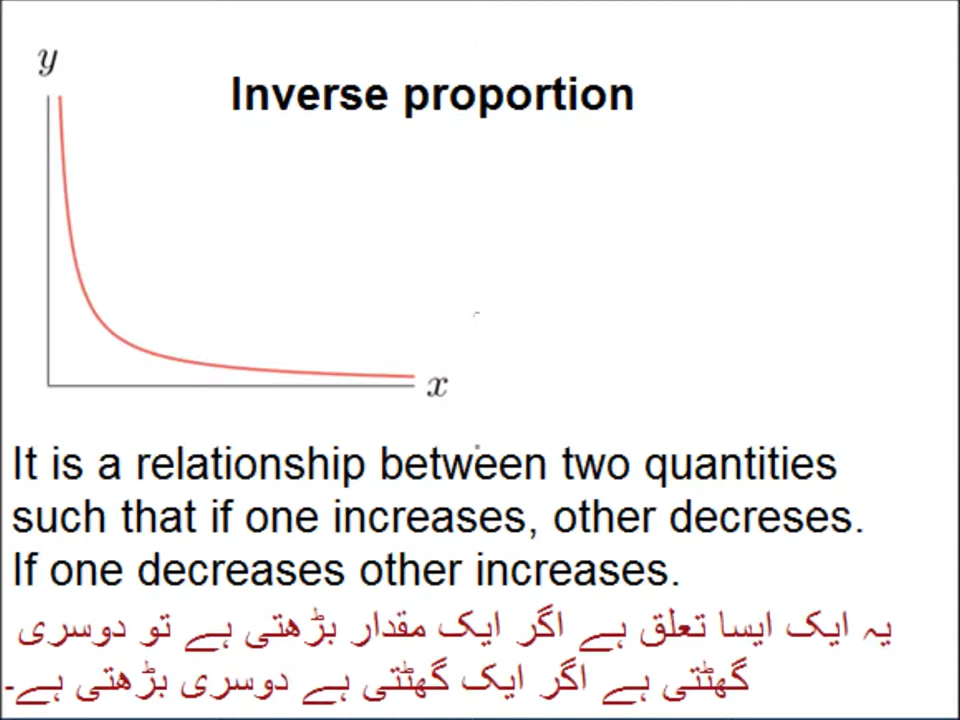 y
Inverse proportion
x
It is a relationship between two quantities
such that if one increases, other decreses.
If one decreases other increases.
یہ ایک ایسا تعلق ہے اگر ایک مقدار بڑھتی ہے تو دوسری
گھٹتی ہے اگر ایک گھٹتی ہے دوسری بڑھتی ہے۔